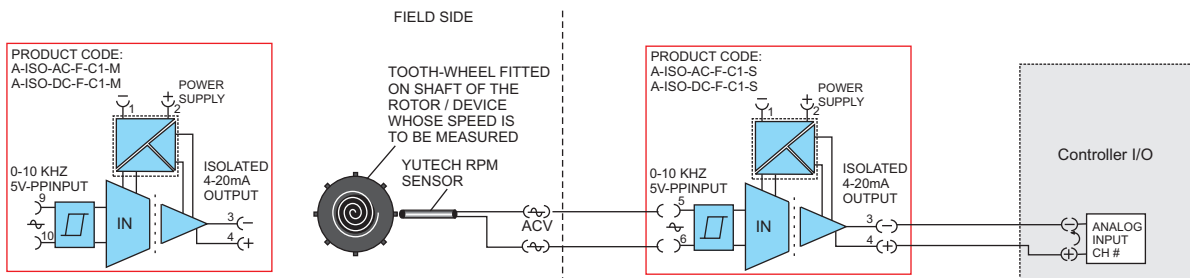 FIELD SIDE
PRODUCT CODE:
A-ISO-AC-F-C1-M
A-ISO-DC-F-C1-M
− +
1 2
POWER
SUPPLY
0-10 KHZ
5V-PPINPUT
9
10
IN
ISOLATED
4-20mA
OUTPUT
3 −
4 +
TOOTH-WHEEL FITTED
ON SHAFT OF THE
ROTOR / DEVICE
WHOSE SPEED IS
TO BE MEASURED
YUTECH RPM
SENSOR
ACV
PRODUCT CODE:
A-ISO-AC-F-C1-S
A-ISO-DC-F-C1-S
− +
1 2
POWER
SUPPLY
0-10 KHZ
5V-PPINPUT
5
6
IN
ISOLATED
4-20mA
OUTPUT
3 −
4 +
Controller I/O
−
+
ANALOG
INPUT
CH #